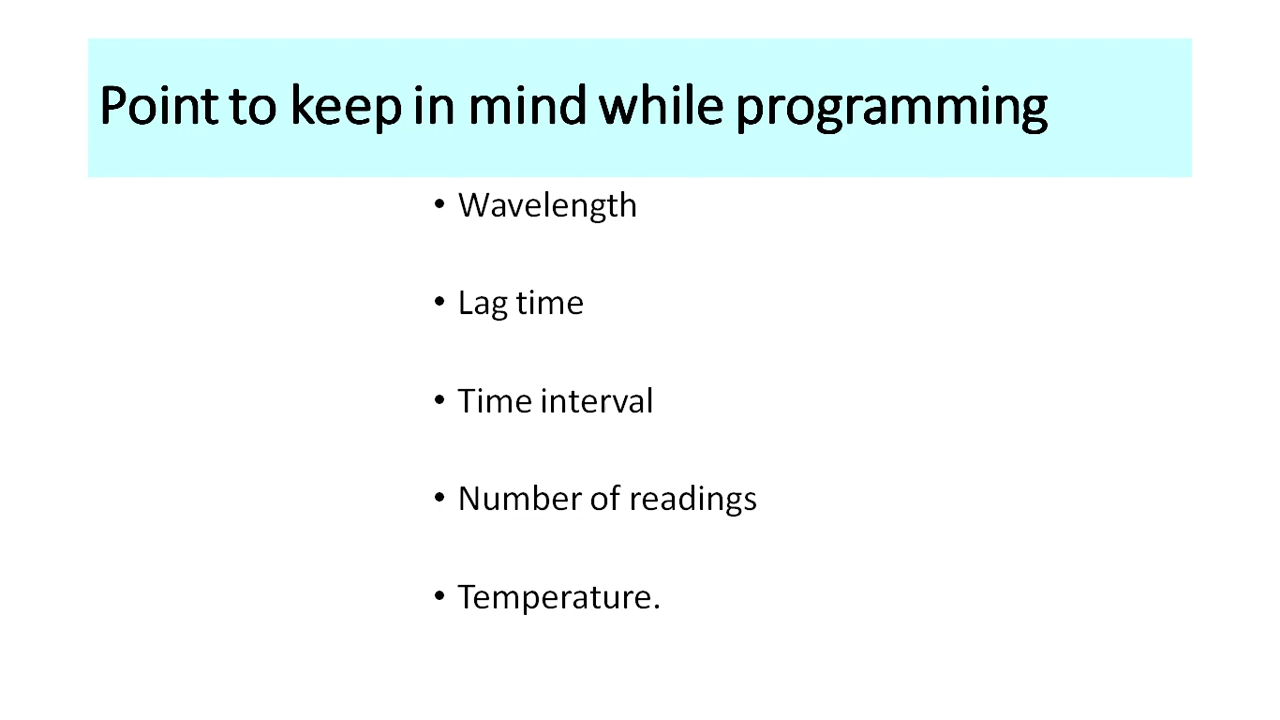 Point to keep in mind while programming
• Wavelength
• Lag time
• Time interval
• Number of readings
• Temperature.